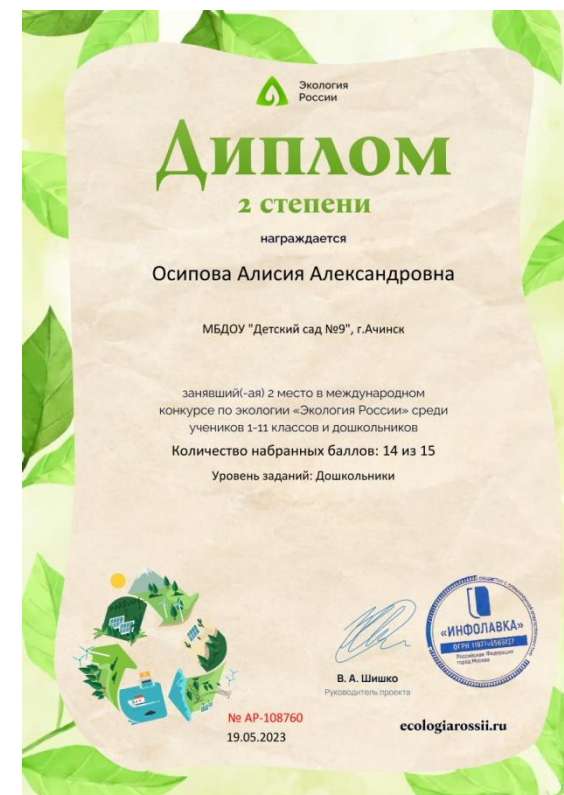 Экология
России
Диплом
2 степени
награждается
Осипова Алисия Александровна
МБДОУ "Детский сад №9", г.Ачинск
занявший(-ая) 2 место в международном
конкурсе по экологии «Экология России» среди
учеников 1-11 классов и дошкольников
Количество набранных баллов: 14 из 15
Уровень заданий: Дошкольники
«ИНФОЛАВКА»
Российская Федерация
город Москва
В. А. Шишко
Руководитель проекта
№ AP-108760
19.05.2023
ecologiarossii.ru